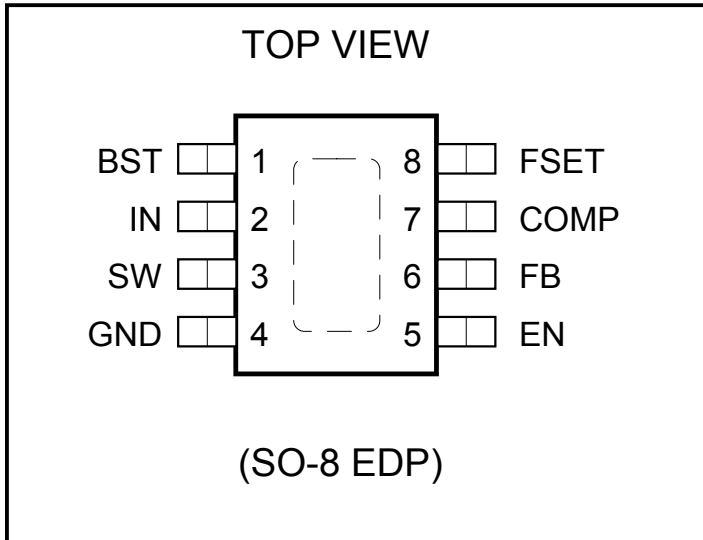 TOP VIEW
BST 1 8 FSET
IN 2 7 COMP
SW 3 6 FB
GND 4 5 EN
(SO-8 EDP)